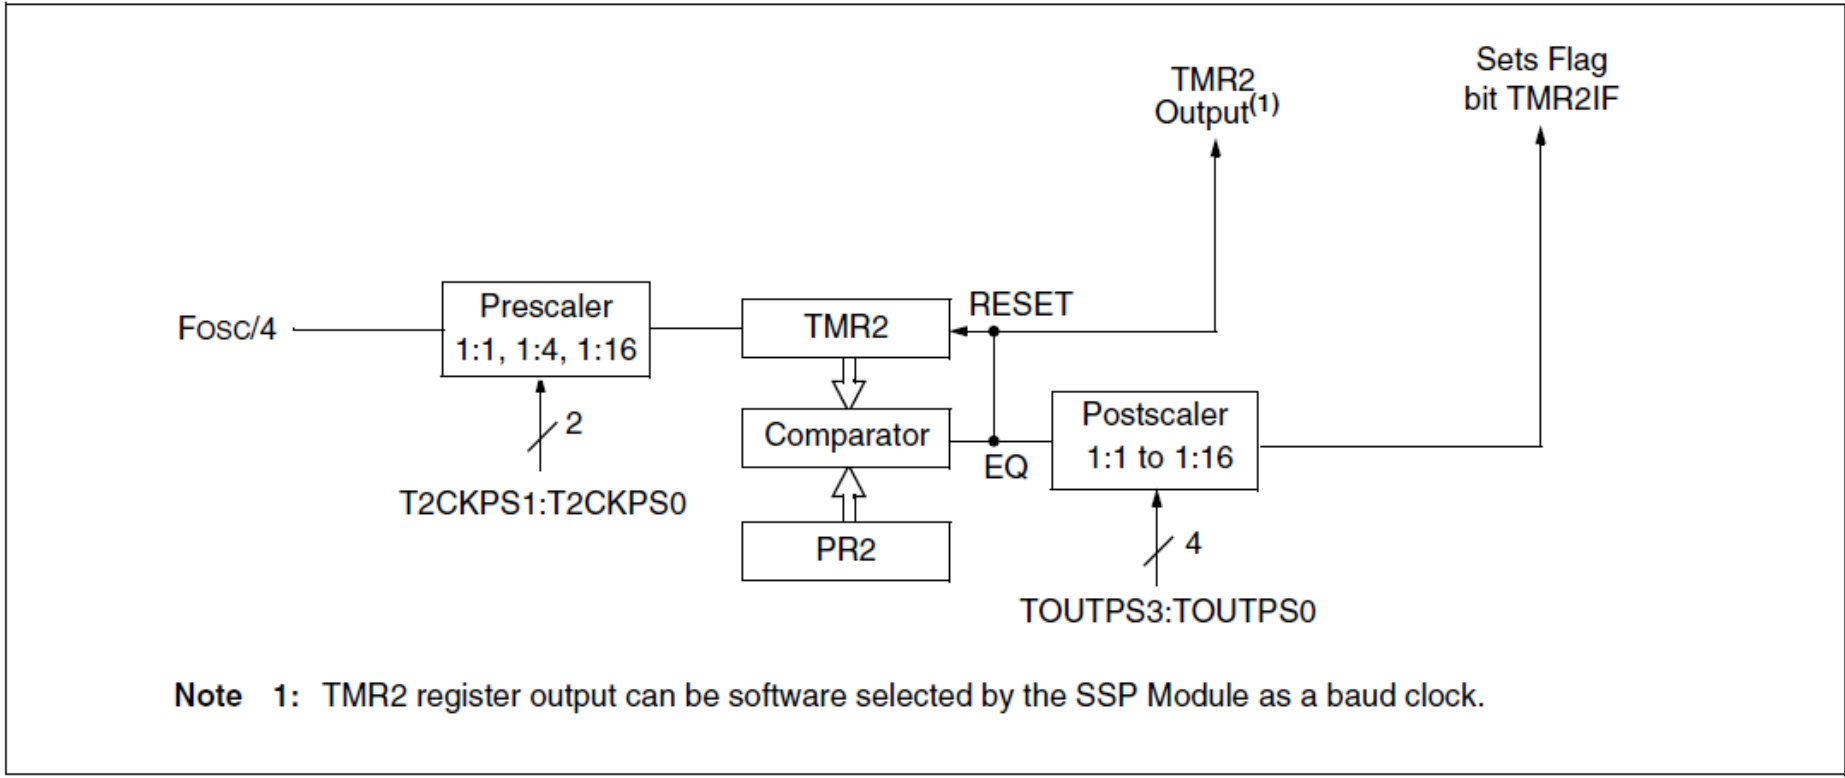 TMR2
Output(1)
Sets Flag
bit TMR2IF
FOSC/4
Prescaler
1:1, 1:4, 1:16
TMR2
RESET
2
Comparator
EQ
Postscaler
1:1 to 1:16
T2CKPS1:T2CKPS0
PR2
4
TOUTPS3:TOUTPS0
Note 1: TMR2 register output can be software selected by the SSP Module as a baud clock.